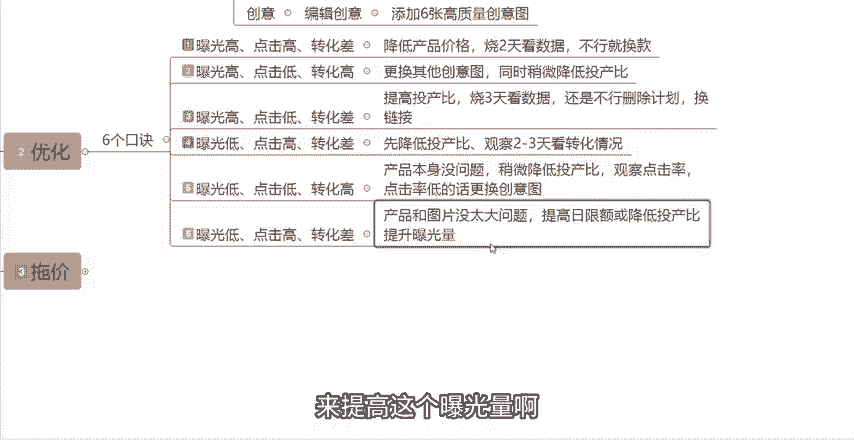 创意 编辑创意 添加6张高质量创意图
1 曝光高、点击高、转化差 降低产品价格，烧2天看数据，不行就换款
2 曝光高、点击低、转化高 更换其他创意图，同时稍微降低投产比
3 曝光高、点击低、转化差 提高投产比，烧3天看数据，还是不行删除计划，换
链接
2 优化
6个口诀
4 曝光低、点击低、转化差 先降低投产比、观察2-3天看转化情况
5 曝光低、点击低、转化高 产品本身没问题，稍微降低投产比，观察点击率，
点击率低的话更换创意图
6 曝光低、点击高、转化差 产品和图片没太大问题，提高日限额或降低投产比
提升曝光量
3 拖价
来提高这个曝光量啊